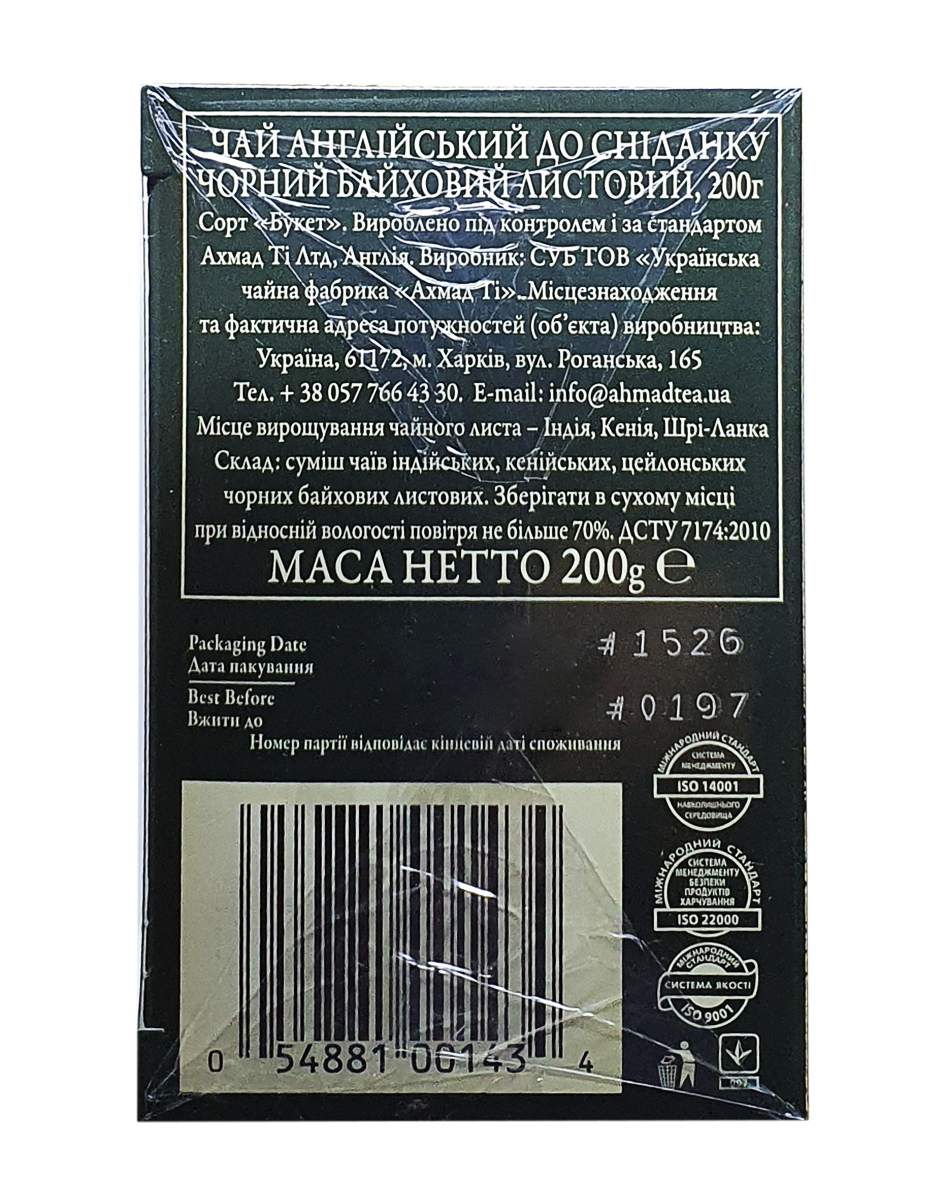 ЧАЙ АНГЛІЙСЬКИЙ ДО СНІДАНКУ
ЧОРНИЙ БАЙХОВИЙ ЛИСТОВИЙ, 200г
Сорт «Букет». Вироблено під контролем і за стандартом
Ахмад Ті Лтд, Англія. Виробник: СУБ ТОВ «Українська
чайна фабрика «Ахмад Ті». Місцезнаходження
та фактична адреса потужностей (об’єкта) виробництва:
Україна, 61172, м. Харків, вул. Роганська, 165
Тел. + 38 057 766 43 30. E-mail: info@ahmadtea.ua
Місце вирощування чайного листа – Індія, Кенія, Шрі-Ланка
Склад: суміш чаїв індійських, кенійських, цейлонських
чорних байхових листових. Зберігати в сухому місці
при відносній вологості повітря не більше 70%. ДСТУ 7174:2010
МАСА НЕТТО 200g ℮
Packaging Date
Дата пакування
#1526
Best Before
Вжити до
#0197
Номер партії відповідає кінцевій даті споживання
МІЖНАРОДНИЙ СТАНДАРТ
СИСТЕМА
МЕНЕДЖМЕНТУ
ISO 14001
НАВКОЛИШНЬОГО
СЕРЕДОВИЩА
МІЖНАРОДНИЙ СТАНДАРТ
СИСТЕМА
МЕНЕДЖМЕНТУ
БЕЗПЕКИ
ПРОДУКТІВ
ХАРЧУВАННЯ
ISO 22000
МІЖНАРОДНИЙ
СТАНДАРТ
СИСТЕМА ЯКОСТІ
ISO 9001
0 54881 00143 4